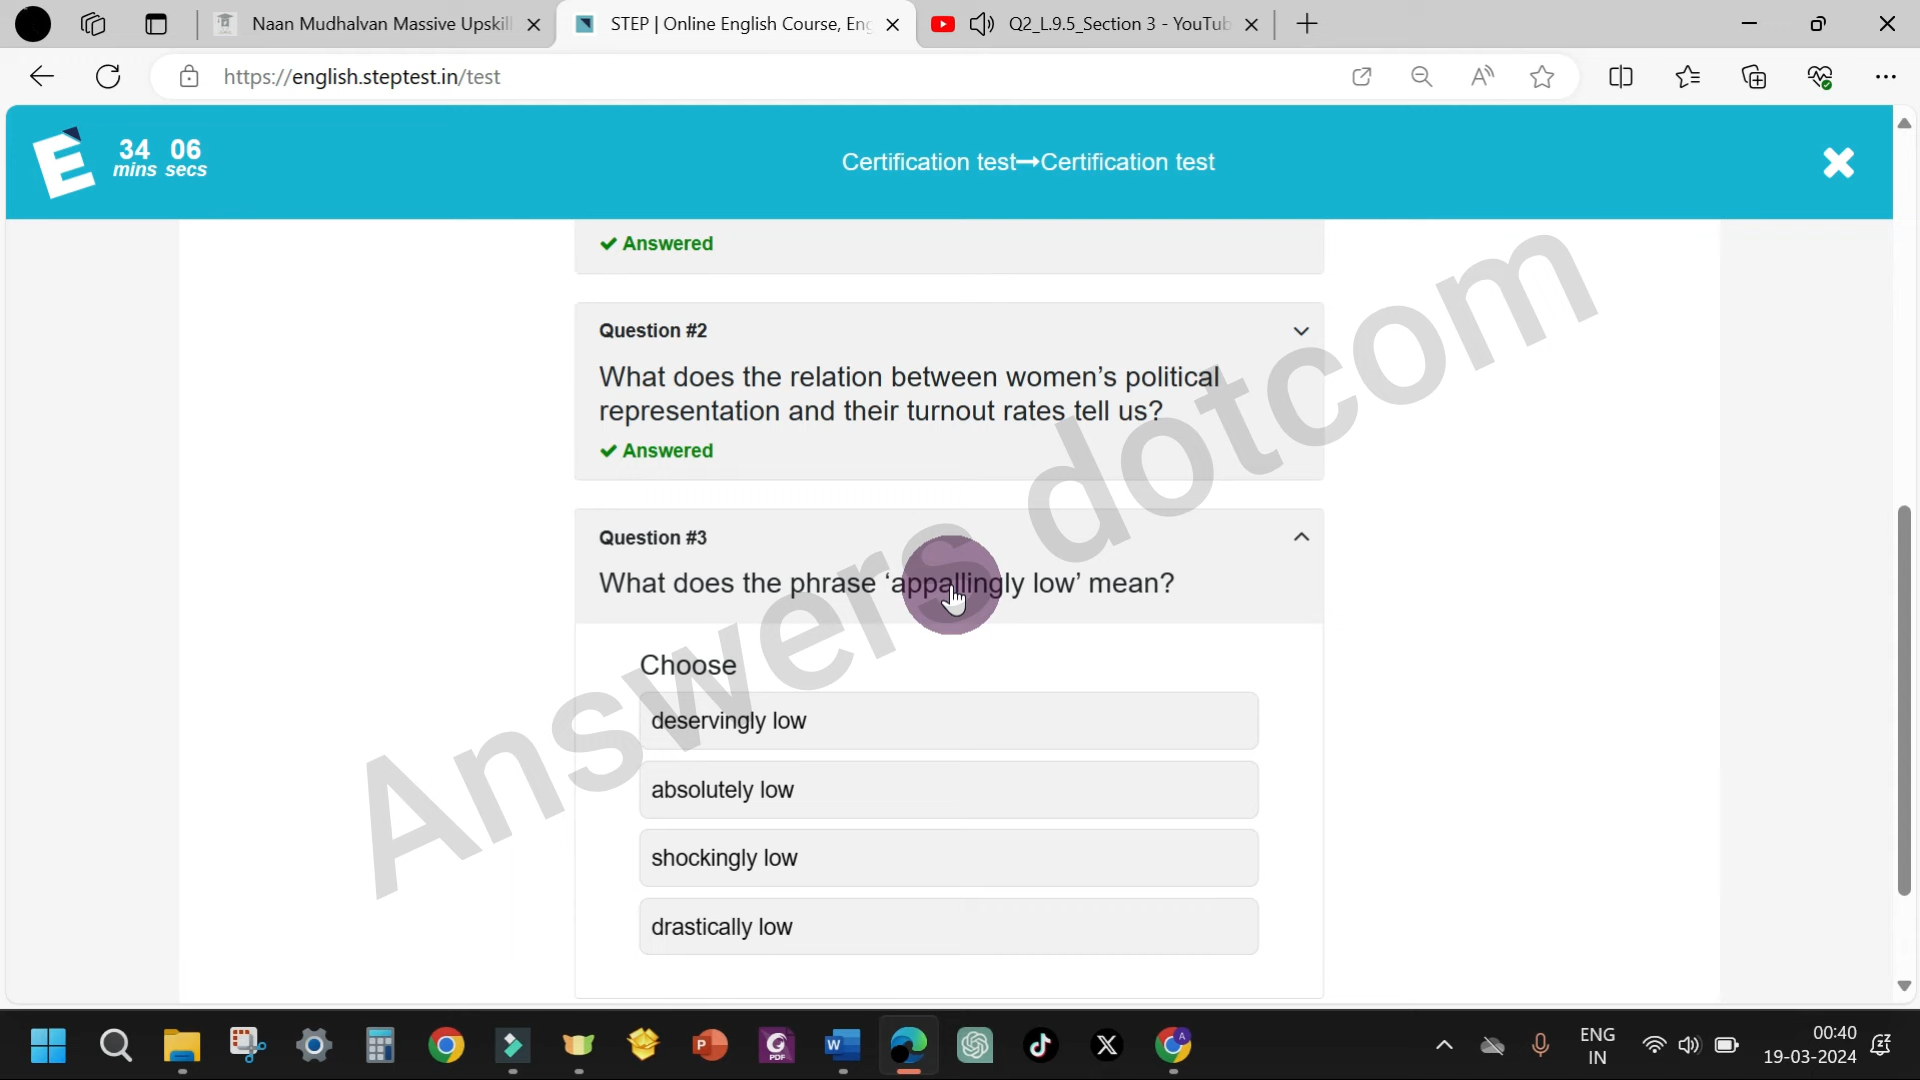 Naan Mudhalvan Massive Upskill
STEP | Online English Course, Eng
Q2_L.9.5_Section 3 - YouTub
https://english.steptest.in/test
34 06
mins secs
Certification test→Certification test
Answered
Question #2
What does the relation between women’s political
representation and their turnout rates tell us?
Answered
Question #3
What does the phrase ‘appallingly low’ mean?
Choose
deservingly low
absolutely low
shockingly low
drastically low
Answers dotcom
ENG
IN
00:40
19-03-2024